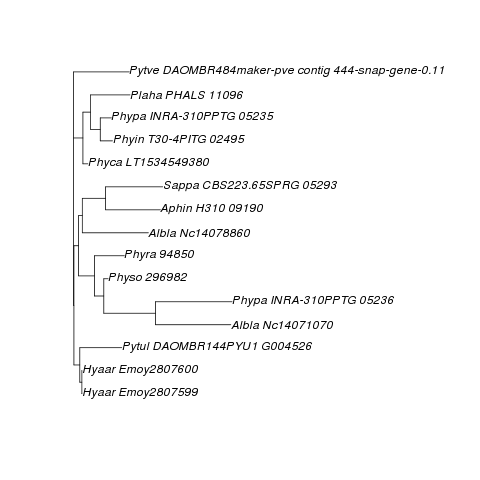 Pytve DAOMBR484maker-pve contig 444-snap-gene-0.11
Plaha PHALS 11096
Phypa INRA-310PPTG 05235
Phyin T30-4PITG 02495
Phyca LT1534549380
Sappa CBS223.65SPRG 05293
Aphin H310 09190
Albla Nc14078860
Phyra 94850
Physo 296982
Phypa INRA-310PPTG 05236
Albla Nc14071070
Pytul DAOMBR144PYU1 G004526
Hyaar Emoy2807600
Hyaar Emoy2807599